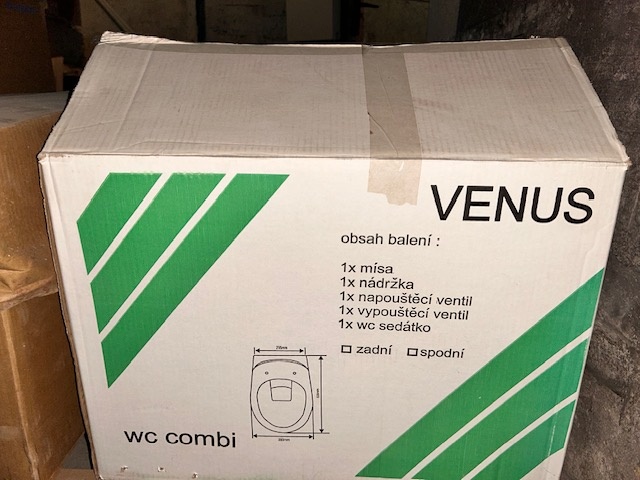 VENUS
obsah balení :
1x mísa
1x nádržka
1x napouštěcí ventil
1x vypouštěcí ventil
1x wc sedátko
zadní spodní
wc combi